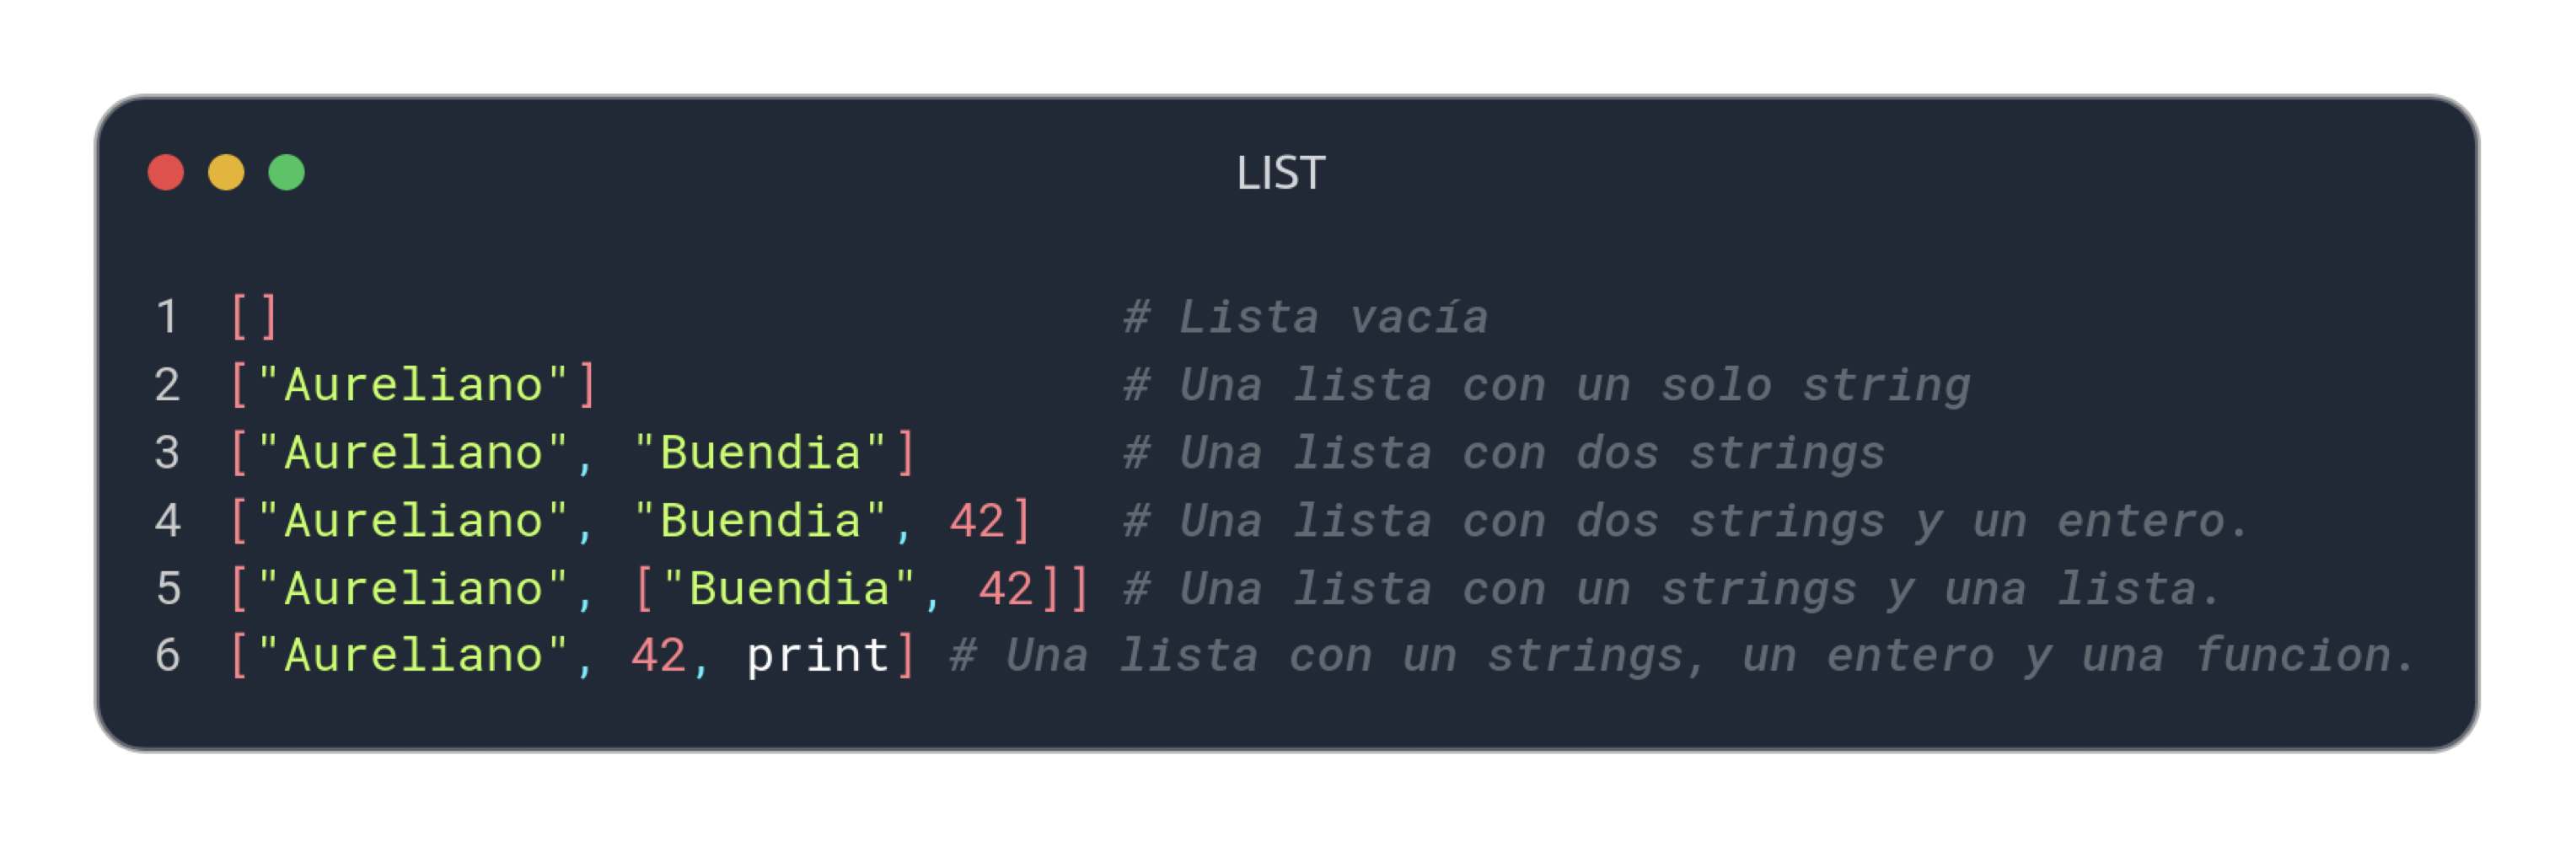 LIST
1 [] # Lista vacía
2 ["Aureliano"] # Una lista con un solo string
3 ["Aureliano", "Buendia"] # Una lista con dos strings
4 ["Aureliano", "Buendia", 42] # Una lista con dos strings y un entero.
5 ["Aureliano", ["Buendia", 42]] # Una lista con un strings y una lista.
6 ["Aureliano", 42, print] # Una lista con un strings, un entero y una funcion.